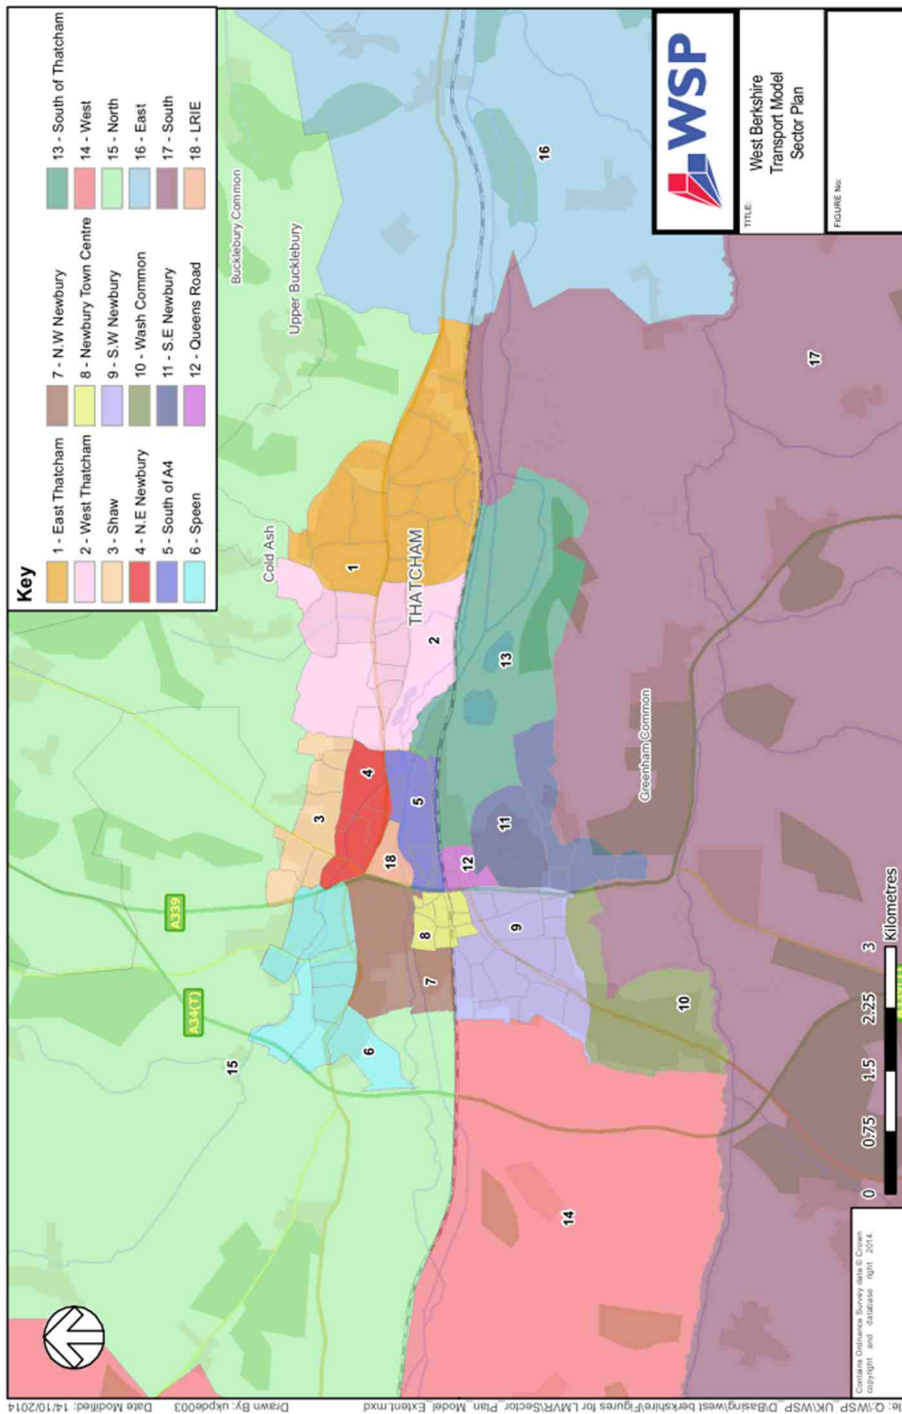 Key
1 - East Thatcham
2 - West Thatcham
3 - Shaw
4 - N.E Newbury
5 - South of A4
6 - Speen
7 - N.W Newbury
8 - Newbury Town Centre
9 - S.W Newbury
10 - Wash Common
11 - S.E Newbury
12 - Queens Road
13 - South of Thatcham
14 - West
15 - North
16 - East
17 - South
18 - LRIE
A34(T)
A339
Cold Ash
Upper Bucklebury
Bucklebury Common
THATCHAM
Greenham Common
15
6
3
4
18
7
8
5
12
1
2
13
11
9
10
14
16
17
0 0.75 1.5 2.25 3
Kilometres
WSP
TITLE:
West Berkshire
Transport Model
Sector Plan
FIGURE No:
Contains Ordnance Survey data © Crown
copyright and database right 2014.
Drawn By: ukpde003
Date Modified: 14/10/2014